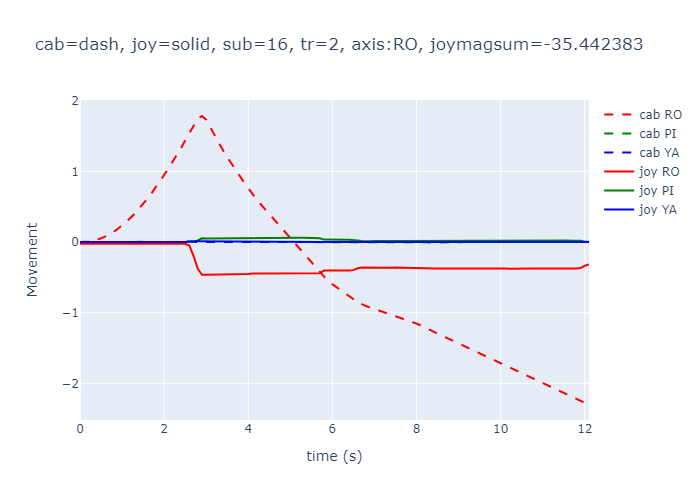 cab=dash, joy=solid, sub=16, tr=2, axis:RO, joymagsum=-35.442383
2
1
0
−1
−2
Movement
0
2
4
6
8
10
12
time (s)
cab RO
cab PI
cab YA
joy RO
joy PI
joy YA